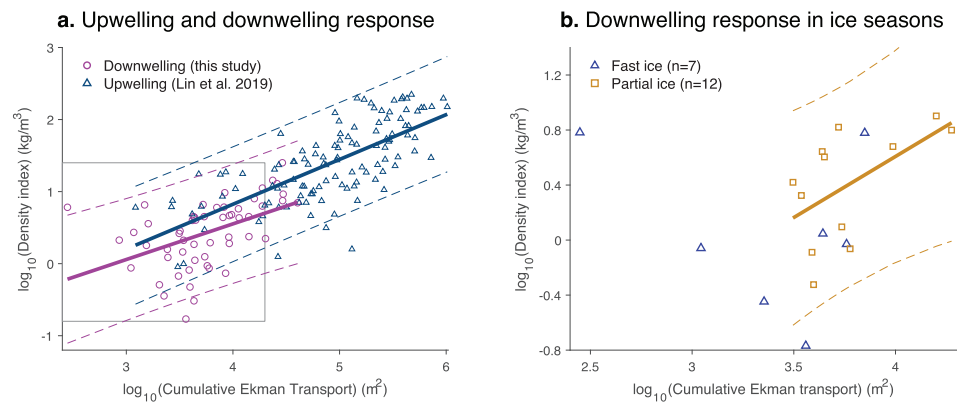 a. Upwelling and downwelling response
3
2
1
0
-1
3
4
5
6
log10(Density index) (kg/m3)
log10(Cumulative Ekman Transport) (m2)
Downwelling (this study)
Upwelling (Lin et al. 2019)
b. Downwelling response in ice seasons
1.2
0.8
0.4
0
-0.4
-0.8
2.5
3
3.5
4
log10(Density index) (kg/m3)
log10(Cumulative Ekman transport) (m2)
Fast ice (n=7)
Partial ice (n=12)